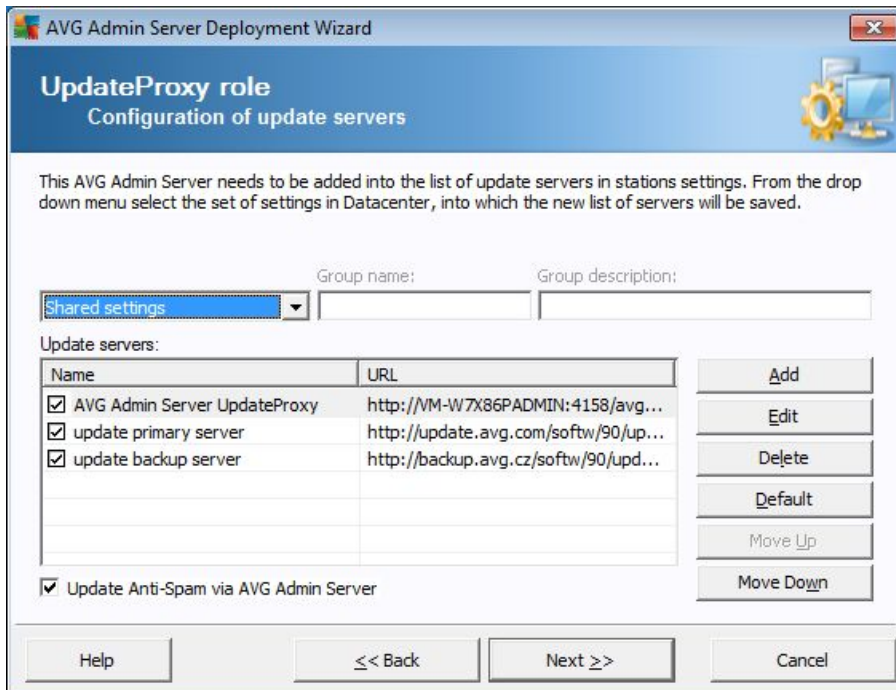 AVG Admin Server Deployment Wizard
UpdateProxy role
Configuration of update servers
This AVG Admin Server needs to be added into the list of update servers in stations settings. From the drop
down menu select the set of settings in Datacenter, into which the new list of servers will be saved.
Group name: Group description:
Shared settings
Update servers:
Name URL
AVG Admin Server UpdateProxy http://VM-W7X86PADMIN:4158/avg...
update primary server http://update.avg.com/softw/90/up...
update backup server http://backup.avg.cz/softw/90/upd...
Add
Edit
Delete
Default
Move Up
Move Down
Update Anti-Spam via AVG Admin Server
Help << Back Next >> Cancel